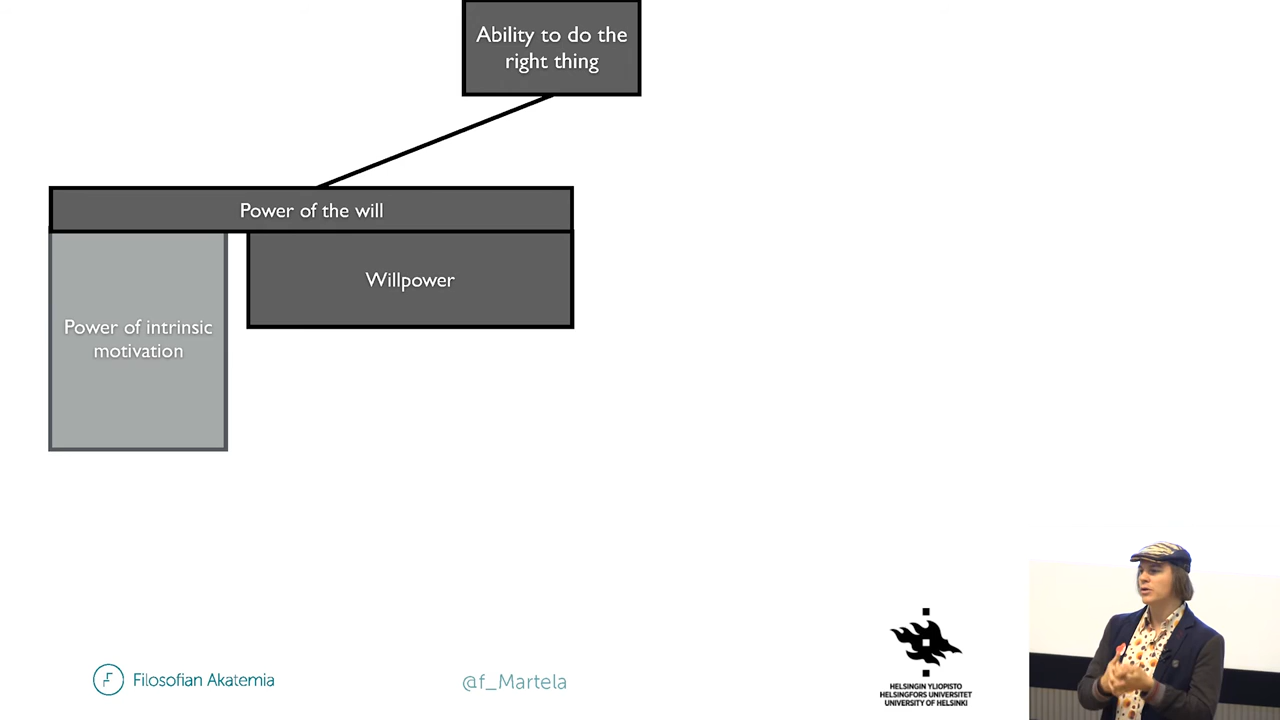 Ability to do the
right thing
Power of the will
Willpower
Power of intrinsic
motivation
Filosofian Akatemia
@f_Martela
HELSINGIN YLIOPISTO
HELSINGFORS UNIVERSITET
UNIVERSITY OF HELSINKI